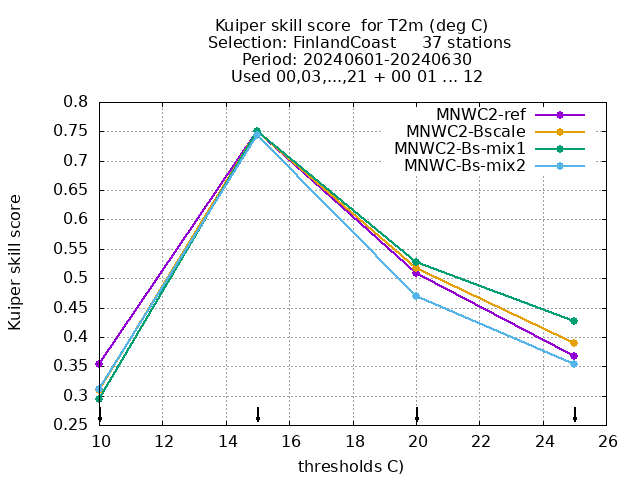 Kuiper skill score  for T2m (deg C)
Selection: FinlandCoast     37 stations
Period: 20240601-20240630
Used 00,03,...,21 + 00 01 ... 12
MNWC2-ref
MNWC2-Bscale
MNWC2-Bs-mix1
MNWC-Bs-mix2
Kuiper skill score
0.8
0.75
0.7
0.65
0.6
0.55
0.5
0.45
0.4
0.35
0.3
0.25
10 12 14 16 18 20 22 24 26
thresholds C)